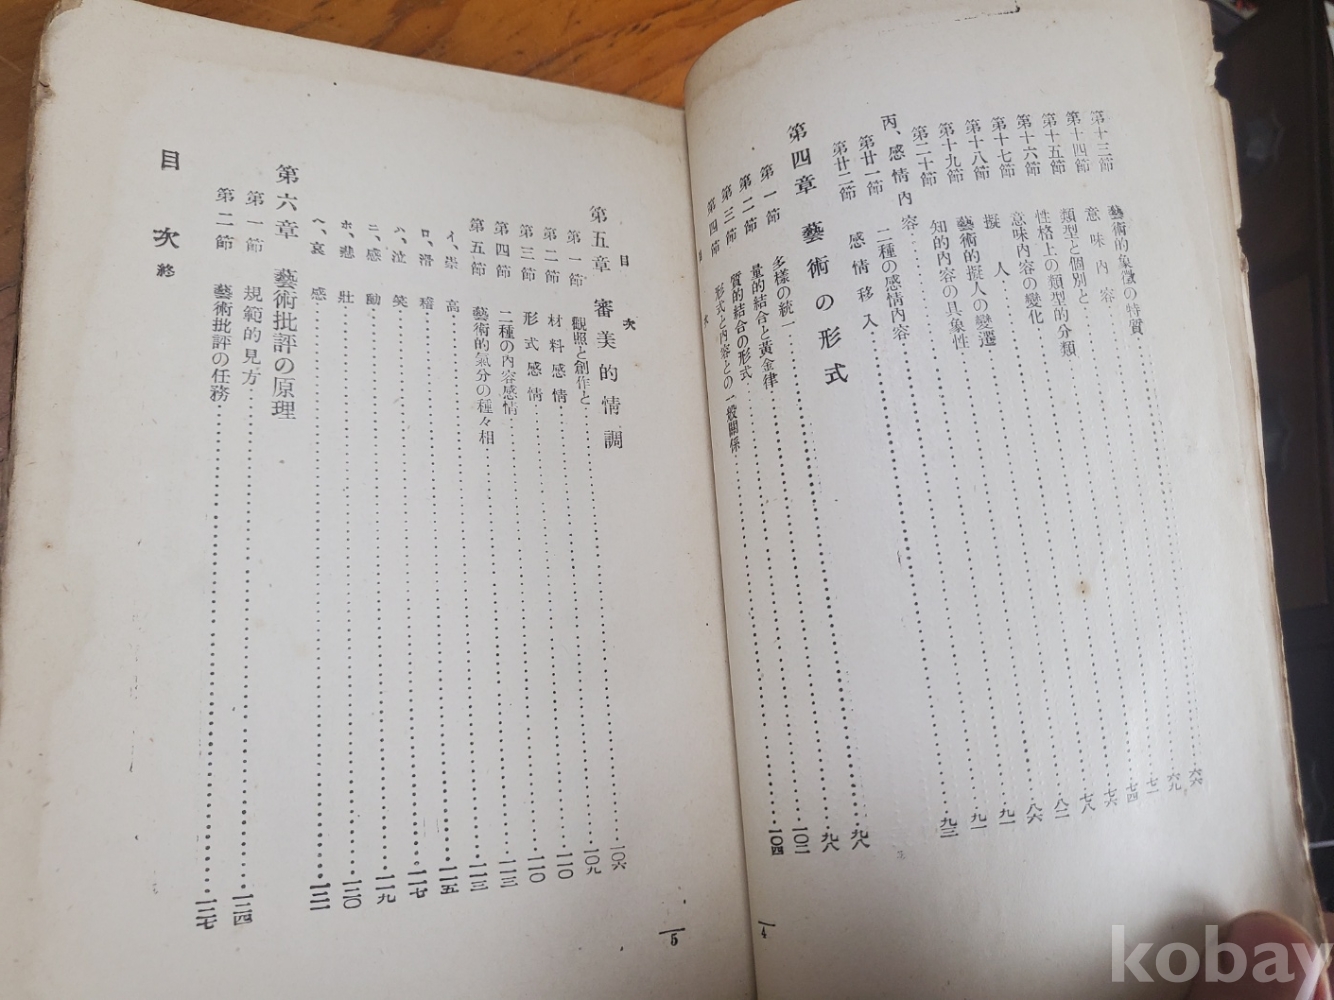 第十三節 藝術的象徵の特質 六六
第十四節 意味内容 六九
第十五節 類型と個別と 七一
第十六節 性格上の類型的分類 七四
第十七節 意味内容の變化 七六
第十八節 擬人 七八
第十九節 藝術的擬人の變遷 八二
第二十節 知的内容の具象性 八六
丙、感情内容 九一
第廿一節 二種の感情内容 九一
第廿二節 感情移入 九三
第四章 藝術の形式
第一節 多樣の統一 九八
第二節 量的結合と黃金律 九八
第三節 質的結合の形式 一〇二
第四節 形式と内容との一般關係 一〇四
目次
4
目次
第五章 審美的情調
第一節 觀照と創作と 一〇六
第二節 材料感情 一〇九
第三節 形式感情 一一〇
第四節 二種の内容感情 一一〇
第五節 藝術的氣分の種々相 一一三
イ、崇高 一一三
ロ、滑稽 一一五
ハ、泣笑 一一七
ニ、感動 一一九
ホ、悲壯 一二〇
ヘ、哀感 一二二
第六章 藝術批評の原理
第一節 規範的見方 一二四
第二節 藝術批評の任務 一二七
目次終
5
kobay